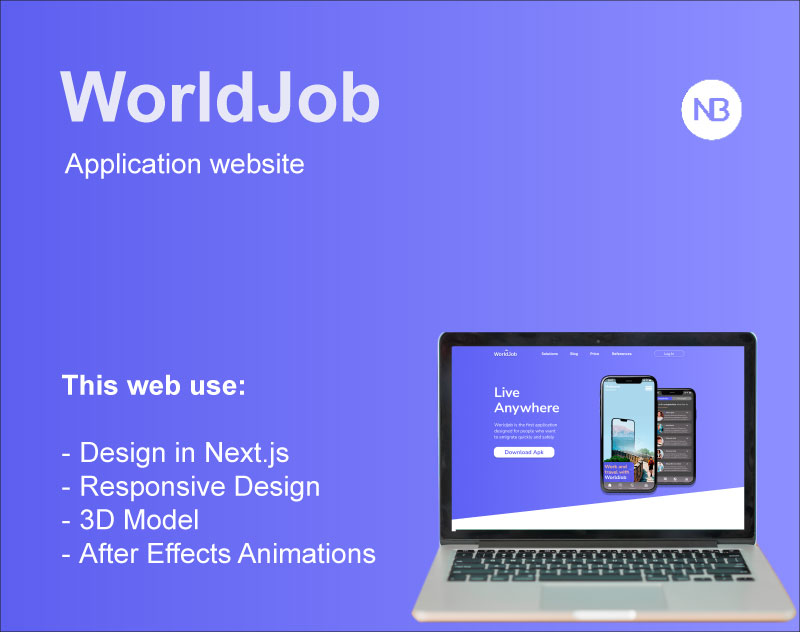 WorldJob
NB
Application website
This web use:
- Design in Next.js
- Responsive Design
- 3D Model
- After Effects Animations
WorldJob
Solutions Blog Price References Log In
Live
Anywhere
Worldjob is the first application
designed for people who want
to emigrate quickly and safely
Download Apk
Work and
travel with
Worldjob